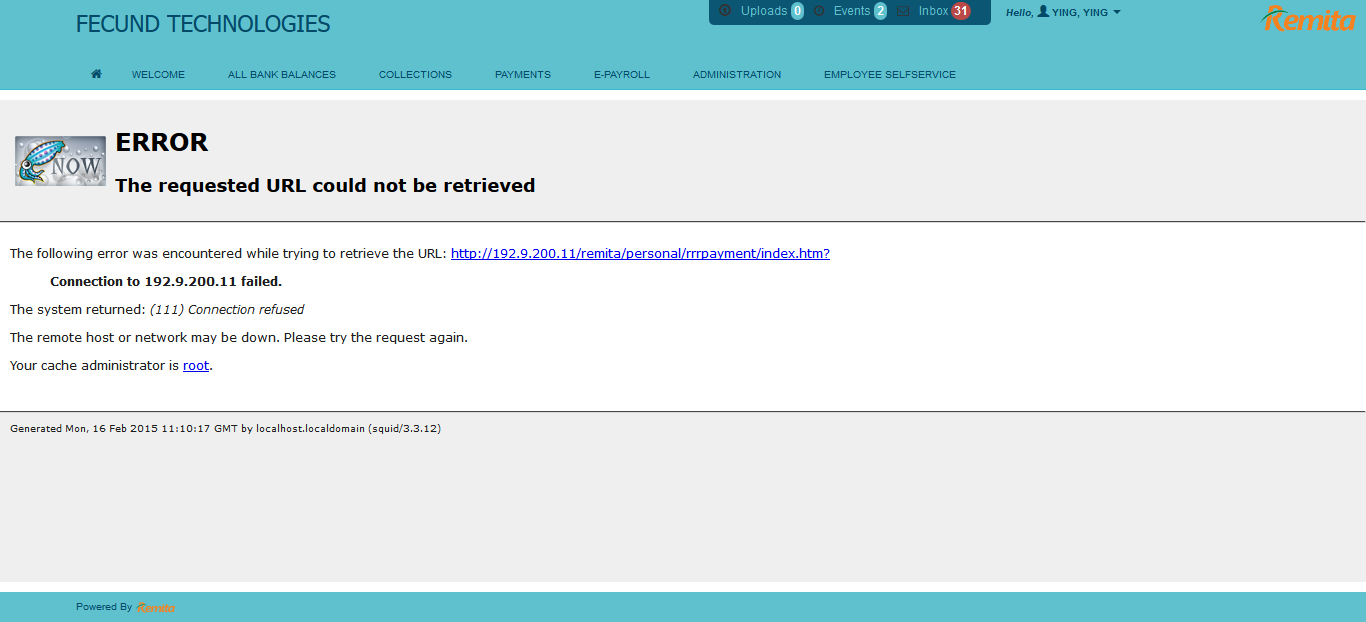 FECUND TECHNOLOGIES
Uploads 0 Events 2 Inbox 31
Hello, YING, YING
Remita
WELCOME ALL BANK BALANCES COLLECTIONS PAYMENTS E-PAYROLL ADMINISTRATION EMPLOYEE SELFSERVICE
NOW
ERROR
The requested URL could not be retrieved
The following error was encountered while trying to retrieve the URL: http://192.9.200.11/remita/personal/rrrpayment/index.htm?
Connection to 192.9.200.11 failed.
The system returned: (111) Connection refused
The remote host or network may be down. Please try the request again.
Your cache administrator is root.
Generated Mon, 16 Feb 2015 11:10:17 GMT by localhost.localdomain (squid/3.3.12)
Powered By Remita